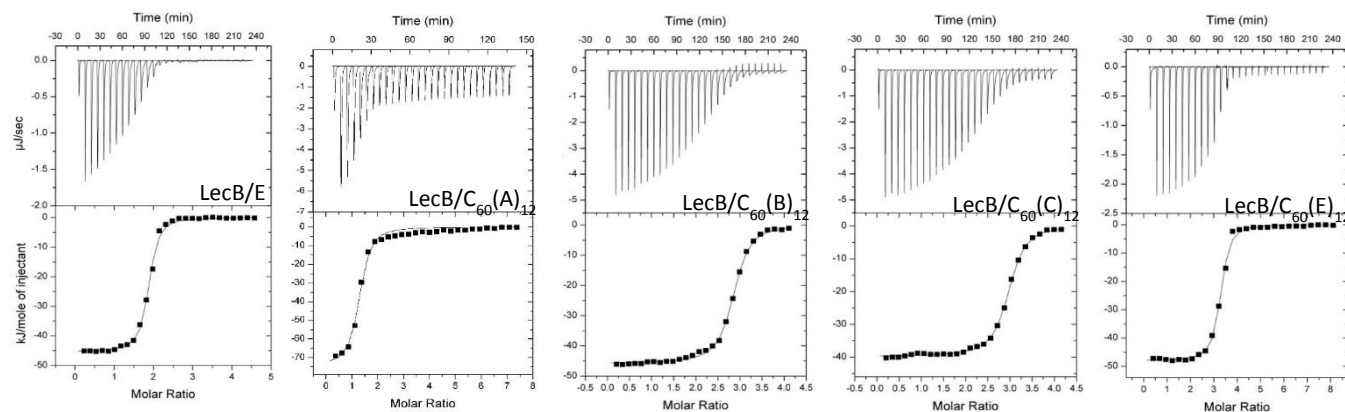 Time (min)
-30 0 30 60 90 120 150 180 210 240
0.0
-0.5
-1.0
-1.5
-2.0
µJ/sec
LecB/E
0
-10
-20
-30
-40
-50
kJ/mole of injectant
0 1 2 3 4 5
Molar Ratio
Time (min)
0 30 60 90 120 150
0
-1
-2
-3
-4
-5
-6
-7
LecB/C60(A)12
0
-10
-20
-30
-40
-50
-60
-70
0 1 2 3 4 5 6 7 8
Molar Ratio
Time (min)
-30 0 30 60 90 120 150 180 210 240
0
-1
-2
-3
-4
-5
LecB/C60(B)12
0
-10
-20
-30
-40
-50
-0.5 0.0 0.5 1.0 1.5 2.0 2.5 3.0 3.5 4.0 4.5
Molar Ratio
Time (min)
-30 0 30 60 90 120 150 180 210 240
0
-1
-2
-3
-4
-5
LecB/C60(C)12
0
-10
-20
-30
-40
-0.5 0.0 0.5 1.0 1.5 2.0 2.5 3.0 3.5 4.0 4.5
Molar Ratio
Time (min)
-30 0 30 60 90 120 150 180 210 240
0.0
-0.5
-1.0
-1.5
-2.0
-2.5
LecB/C60(E)12
0
-10
-20
-30
-40
-50
-1 0 1 2 3 4 5 6 7 8
Molar Ratio